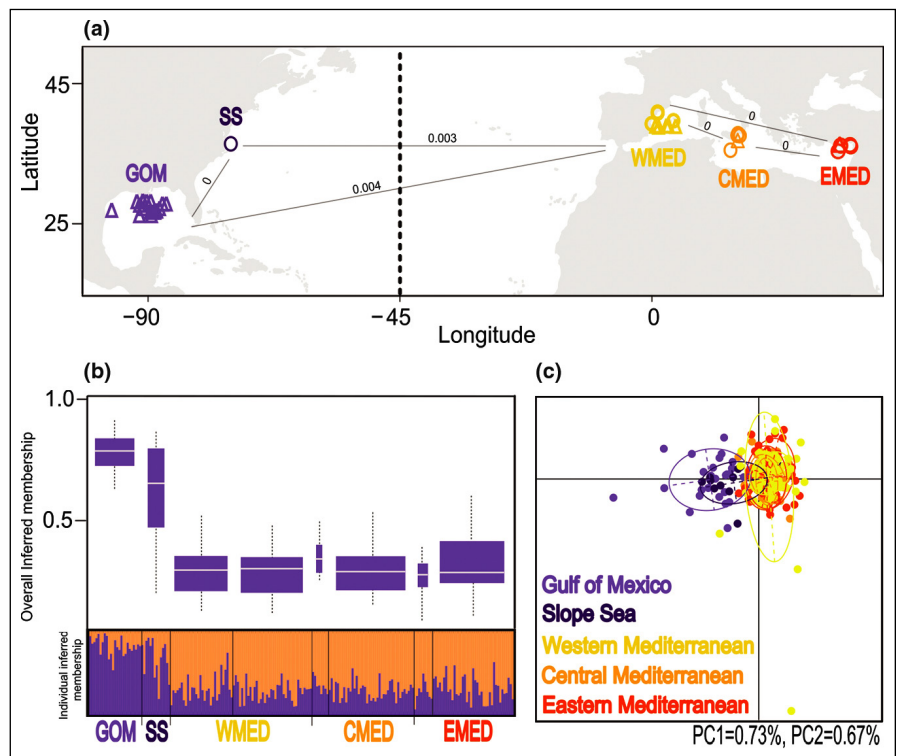 (a)
45
25
Latitude
SS
GOM
0
0.003
0.004
WMED
0
0
0
CMED
EMED
−90
−45
0
Longitude
(b)
1.0
0.5
Overall Inferred membership
Individual inferred
membership
GOM SS WMED CMED EMED
(c)
Gulf of Mexico
Slope Sea
Western Mediterranean
Central Mediterranean
Eastern Mediterranean
PC1=0.73%, PC2=0.67%